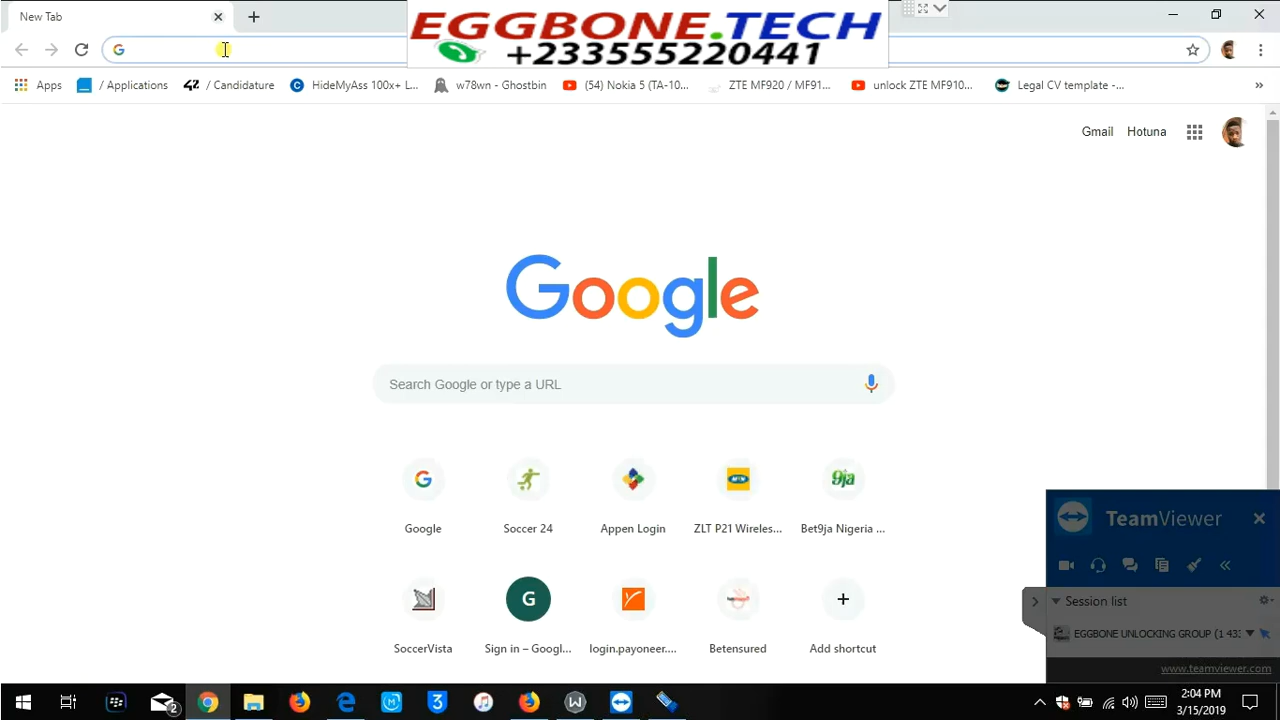 New Tab
EGGBONE.TECH
+233555220441
Apps
/ Applications
/ Candidature
HideMyAss 100x+ L...
w78wn - Ghostbin
(54) Nokia 5 (TA-10...
ZTE MF920 / MF91...
unlock ZTE MF910...
Legal CV template -...
»
Gmail
Hotuna
Google
Search Google or type a URL
Google
Soccer 24
Appen Login
ZLT P21 Wireles...
Bet9ja Nigeria ...
SoccerVista
Sign in – Googl...
login.payoneer....
Betensured
Add shortcut
TeamViewer
Session list
EGGBONE UNLOCKING GROUP (1 433
www.teamviewer.com
2
2:04 PM
3/15/2019